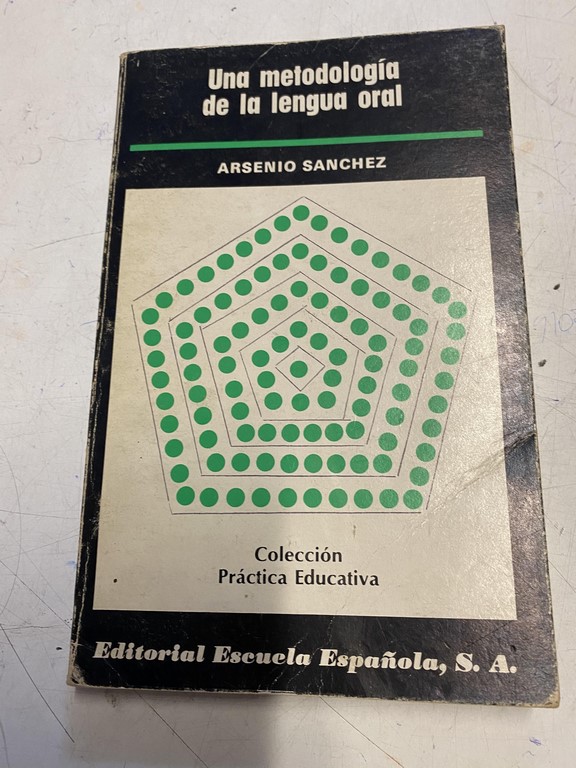 Una metodología
de la lengua oral
ARSENIO SANCHEZ
Colección
Práctica Educativa
Editorial Escuela Española, S. A.